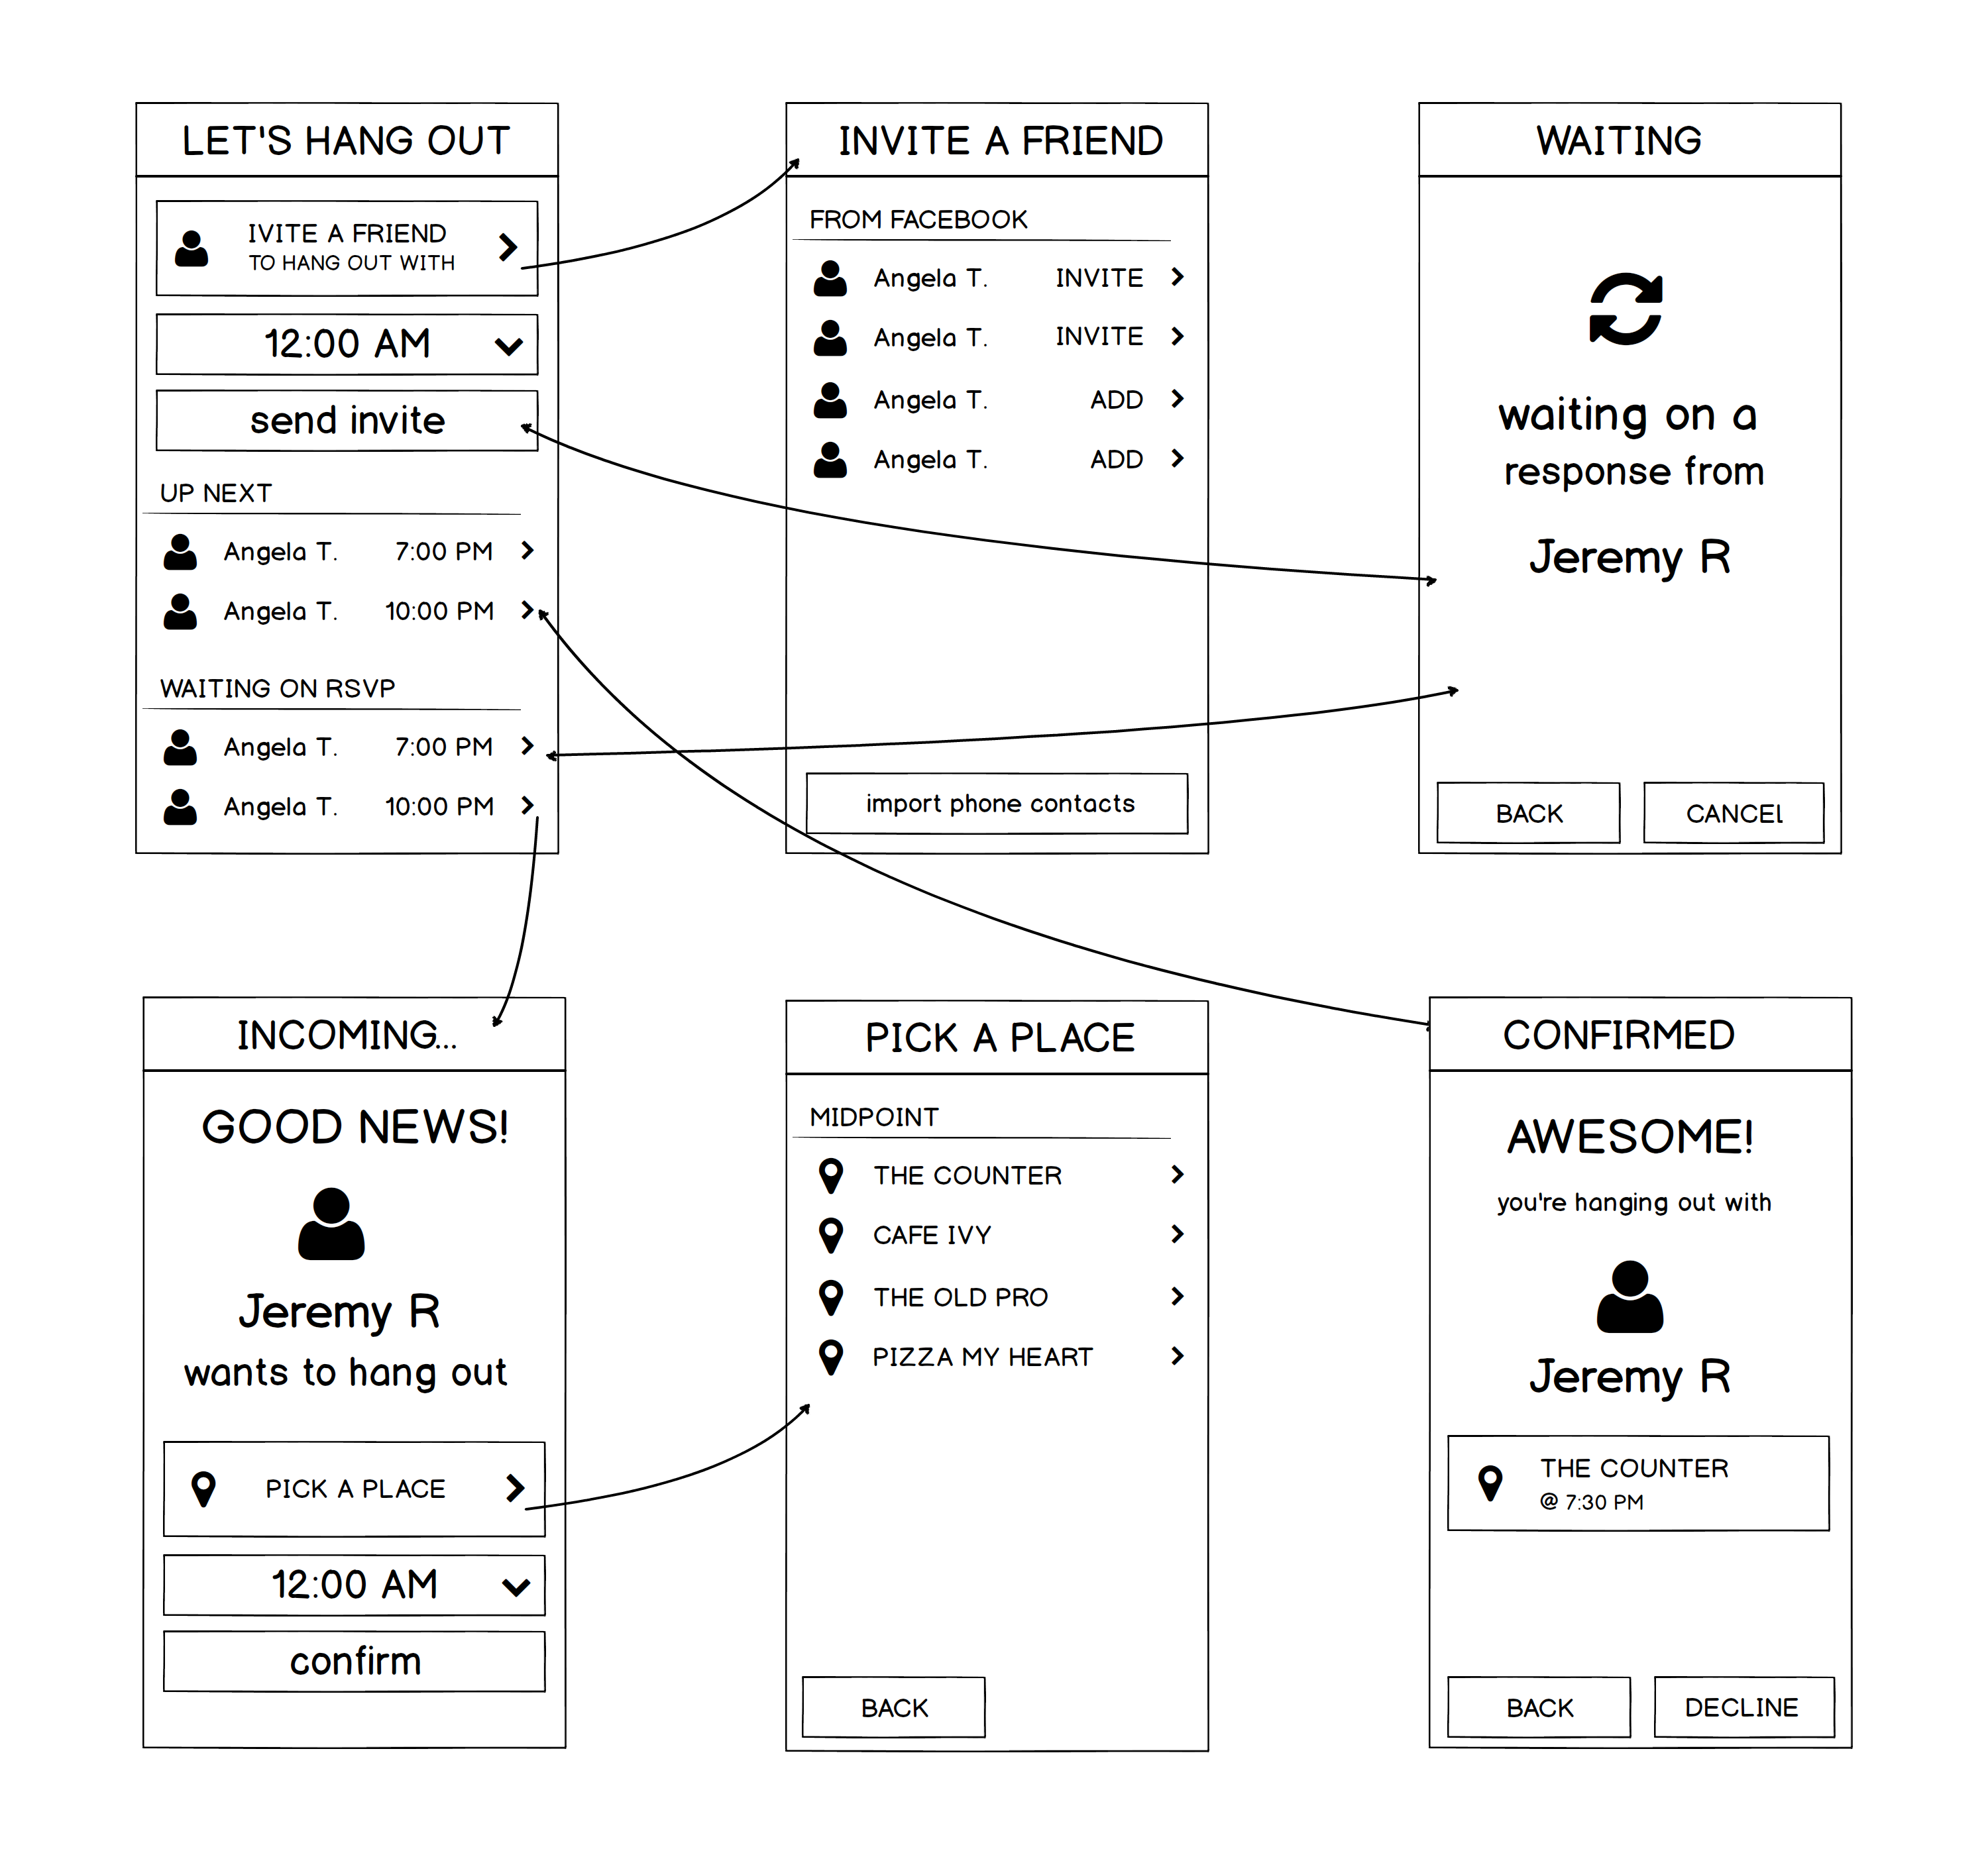 LET'S HANG OUT
IVITE A FRIEND
TO HANG OUT WITH
12:00 AM
send invite
UP NEXT
Angela T. 7:00 PM
Angela T. 10:00 PM
WAITING ON RSVP
Angela T. 7:00 PM
Angela T. 10:00 PM
INVITE A FRIEND
FROM FACEBOOK
Angela T. INVITE
Angela T. INVITE
Angela T. ADD
Angela T. ADD
import phone contacts
WAITING
waiting on a
response from
Jeremy R
BACK CANCEl
INCOMING...
GOOD NEWS!
Jeremy R
wants to hang out
PICK A PLACE
12:00 AM
confirm
PICK A PLACE
MIDPOINT
THE COUNTER
CAFE IVY
THE OLD PRO
PIZZA MY HEART
BACK
CONFIRMED
AWESOME!
you're hanging out with
Jeremy R
THE COUNTER
@ 7:30 PM
BACK DECLINE